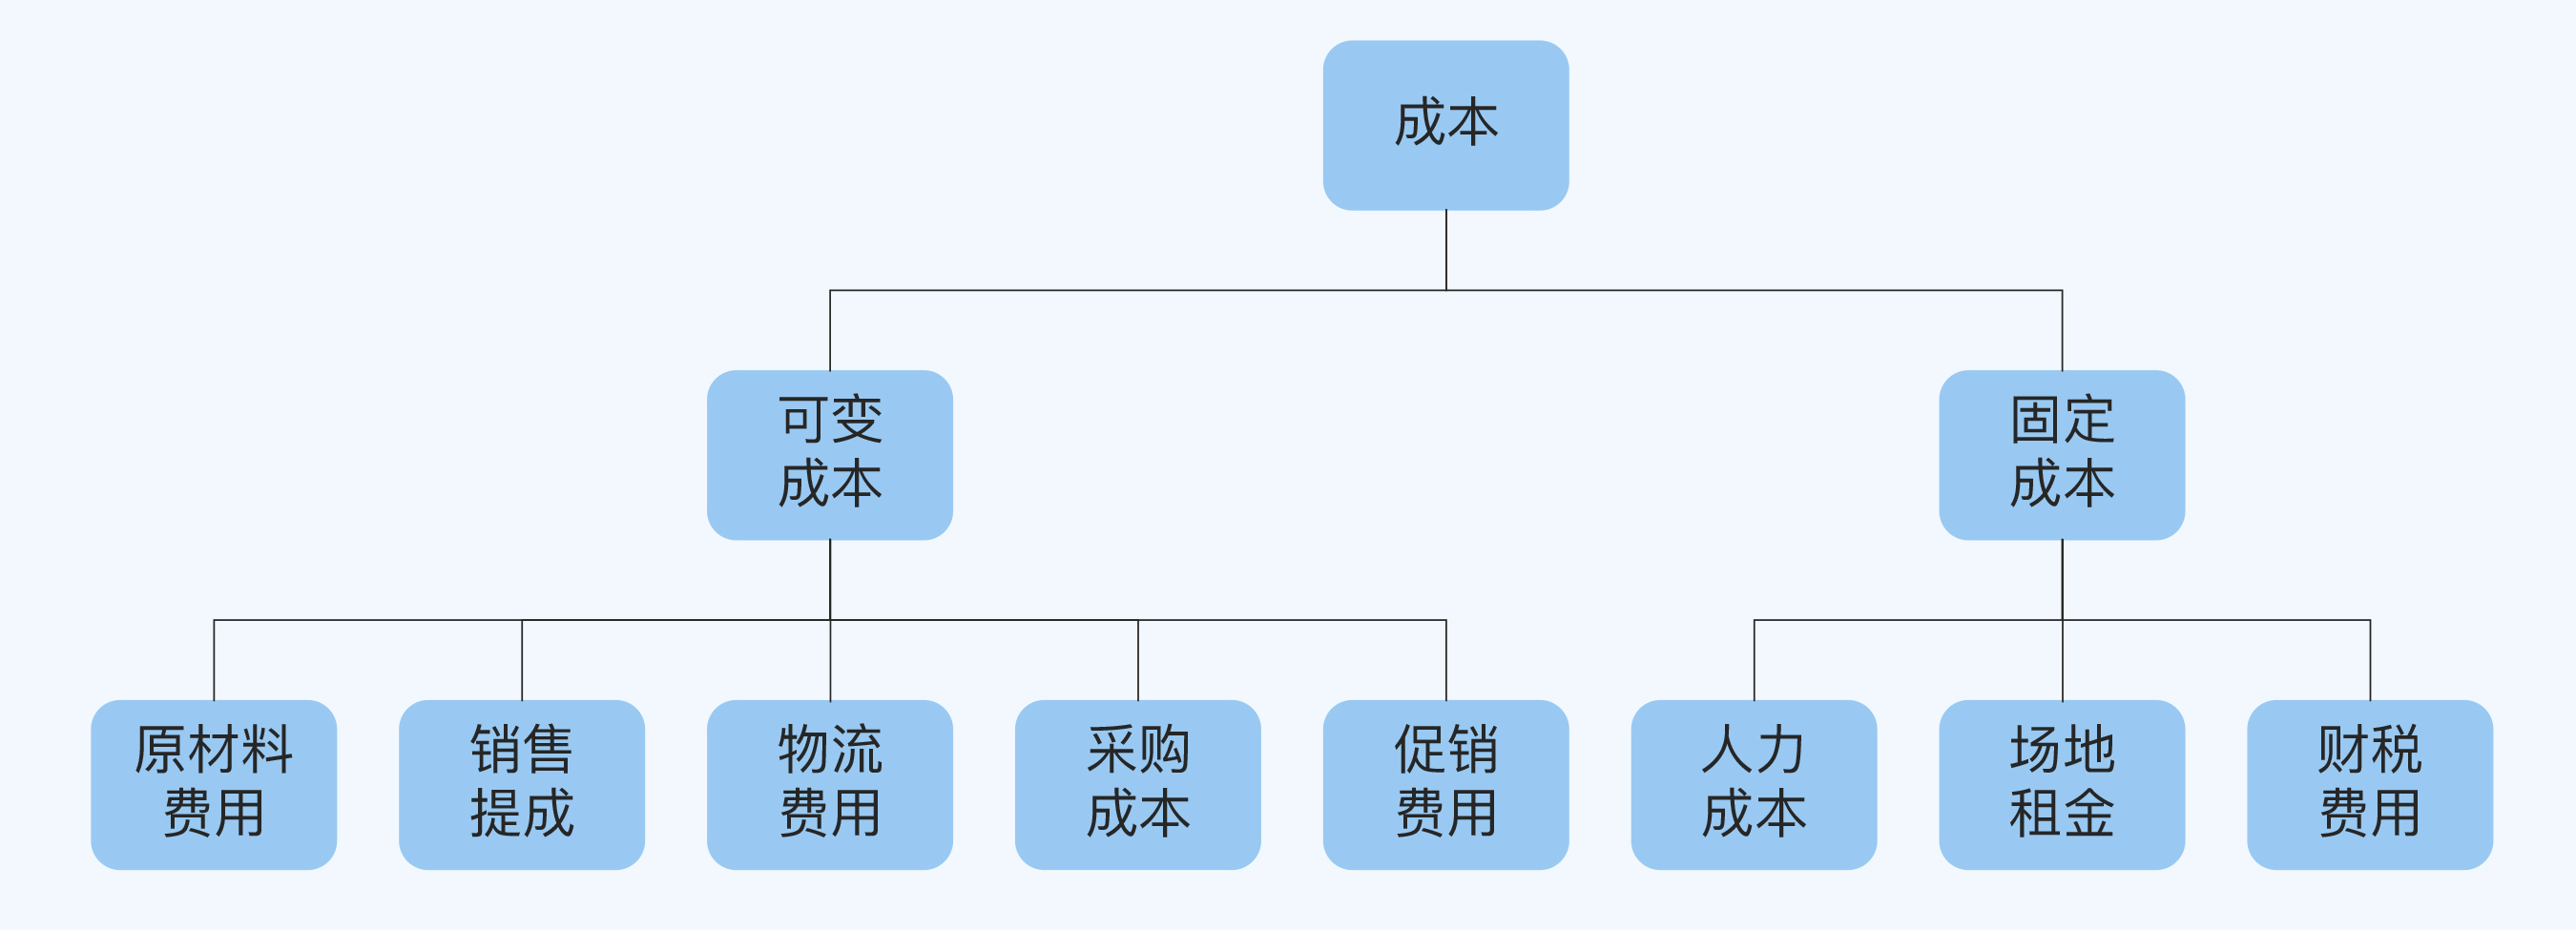 成本
可变
成本
固定
成本
原材料
费用
销售
提成
物流
费用
采购
成本
促销
费用
人力
成本
场地
租金
财税
费用